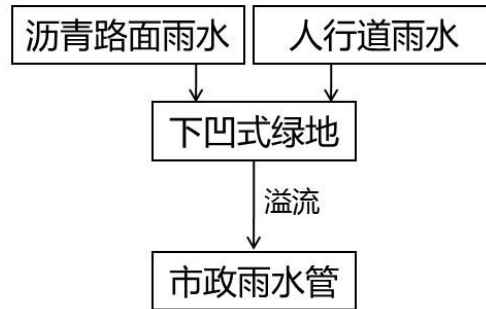 沥青路面雨水
人行道雨水
下凹式绿地
溢流
市政雨水管